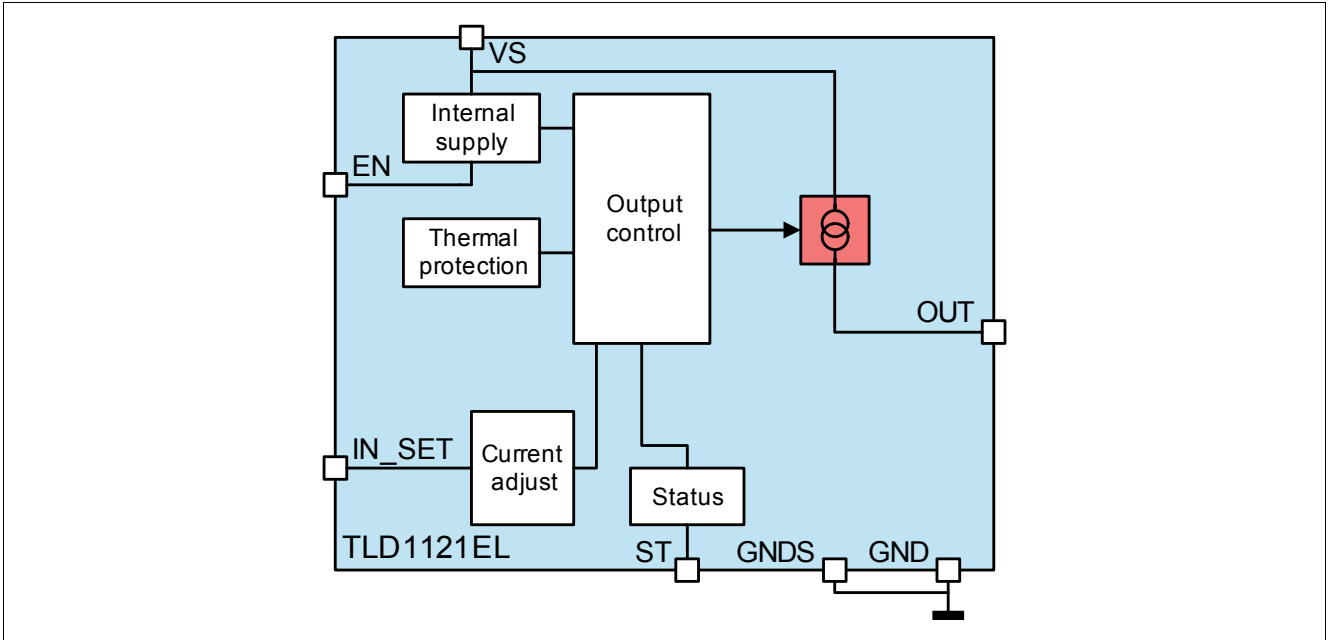 VS
Internal
supply
EN
Output
control
Thermal
protection
OUT
IN_SET
Current
adjust
Status
TLD1121EL
ST
GNDS
GND